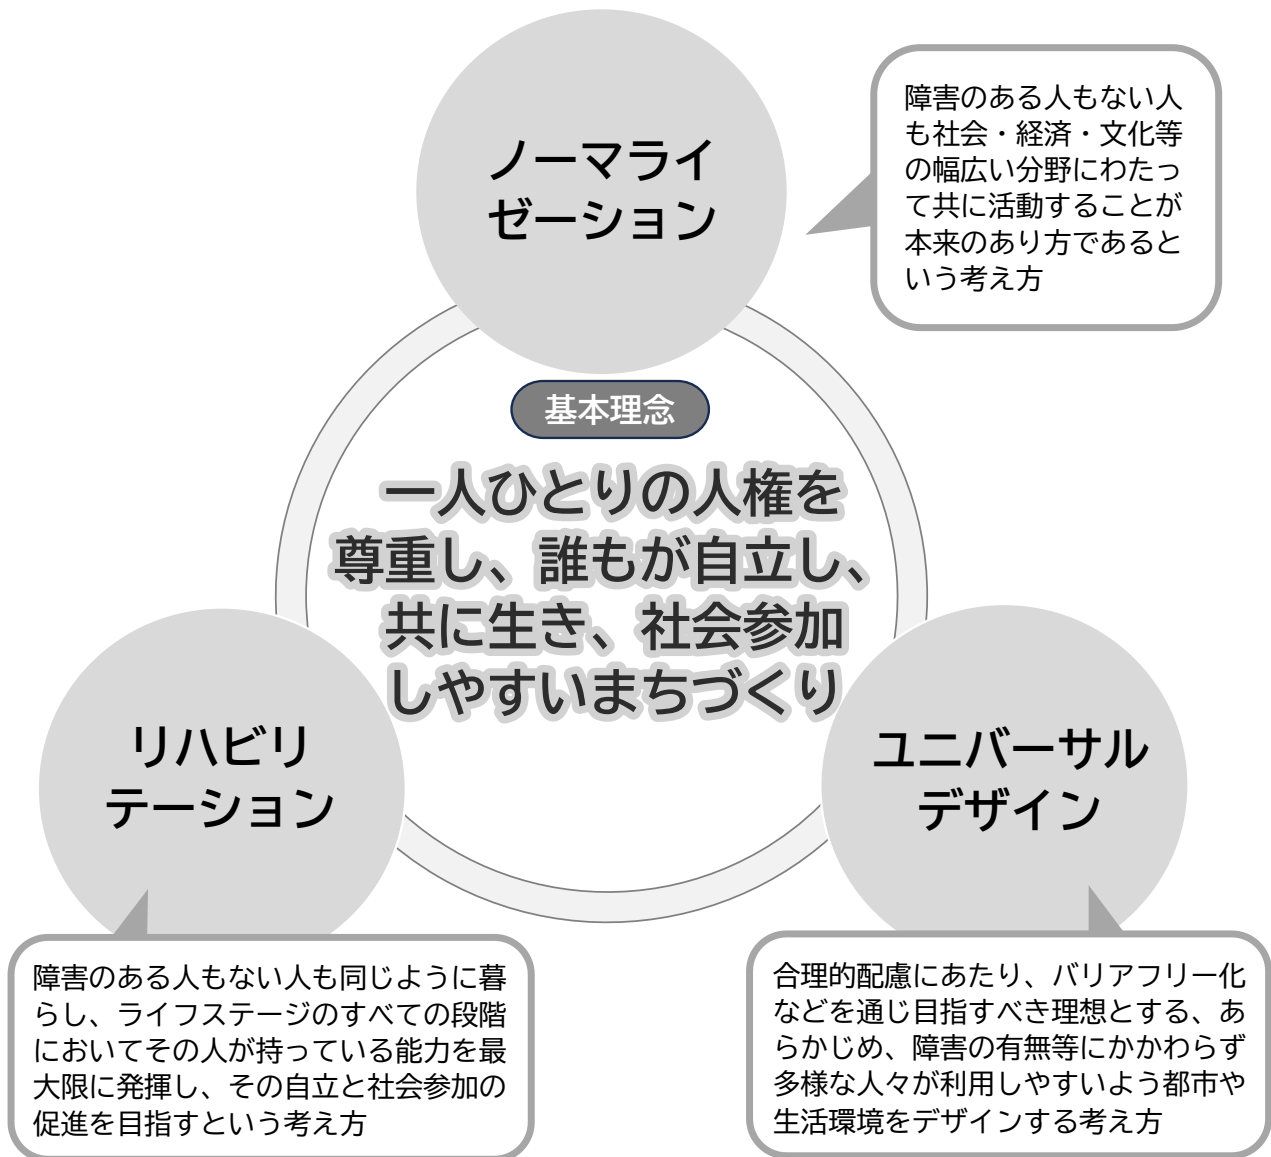 ノーマライ
ゼーション
障害のある人もない人
も社会・経済・文化等
の幅広い分野にわたっ
て共に活動することが
本来のあり方であると
いう考え方
基本理念
一人ひとりの人権を
尊重し、誰もが自立し、
共に生き、社会参加
しやすいまちづくり
リハビリ
テーション
ユニバーサル
デザイン
障害のある人もない人も同じように暮
らし、ライフステージのすべての段階
においてその人が持っている能力を最
大限に発揮し、その自立と社会参加の
促進を目指すという考え方
合理的配慮にあたり、バリアフリー化
などを通じ目指すべき理想とする、あ
らかじめ、障害の有無等にかかわらず
多様な人々が利用しやすいよう都市や
生活環境をデザインする考え方